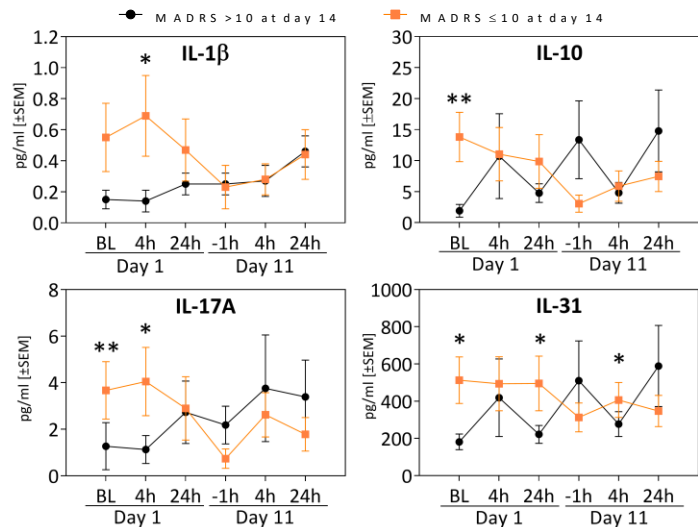 MADRS >10 at day 14
MADRS ≤10 at day 14
IL-1β
pg/ml [±SEM]
1.2
1.0
0.8
0.6
0.4
0.2
0.0
*
BL 4h 24h -1h 4h 24h
Day 1 Day 11
IL-10
pg/ml [±SEM]
30
25
20
15
10
5
0
**
BL 4h 24h -1h 4h 24h
Day 1 Day 11
IL-17A
pg/ml [±SEM]
8
6
4
2
0
** *
BL 4h 24h -1h 4h 24h
Day 1 Day 11
IL-31
pg/ml [±SEM]
1000
800
600
400
200
0
* * *
BL 4h 24h -1h 4h 24h
Day 1 Day 11